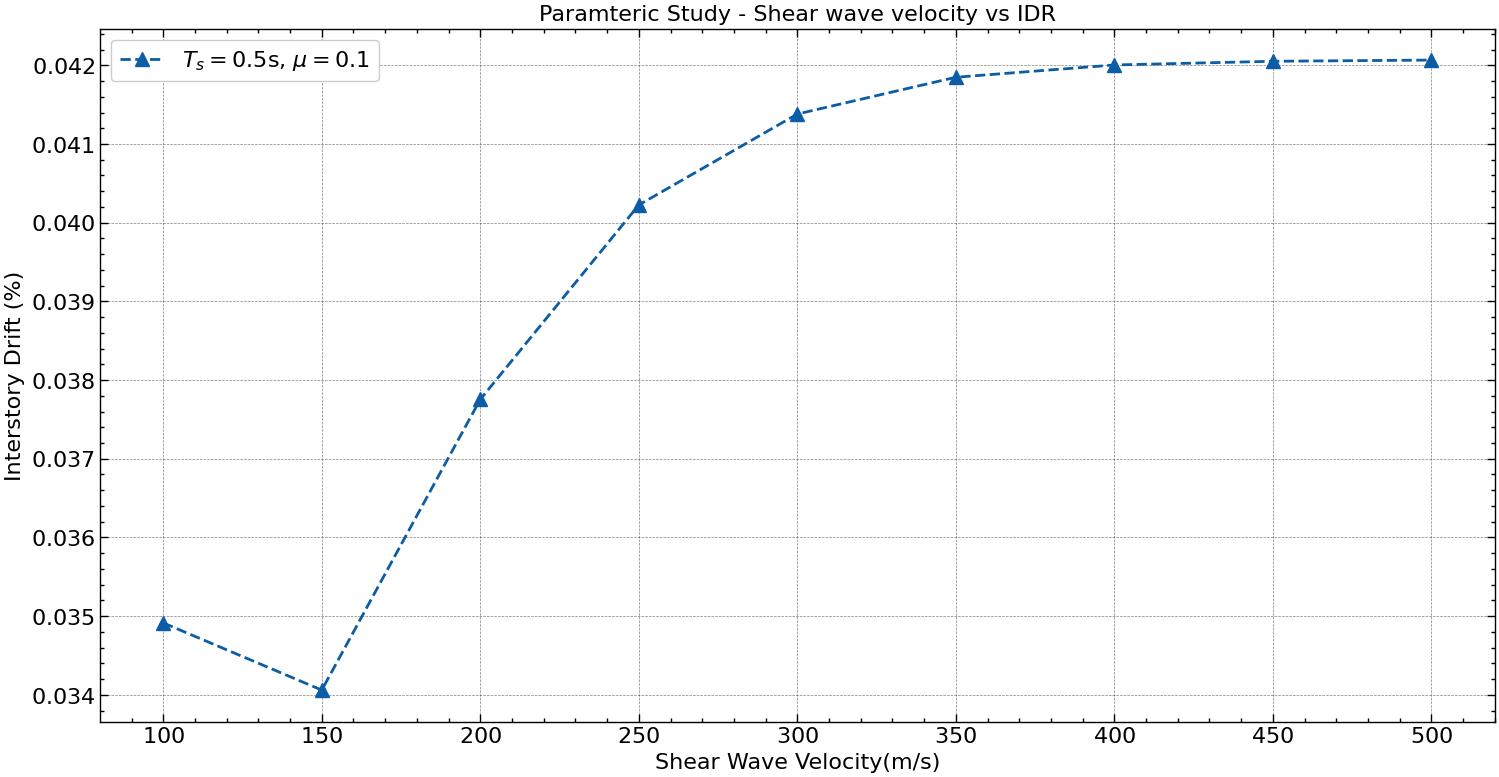 Paramteric Study - Shear wave velocity vs IDR
T_s = 0.5s, μ = 0.1
Interstory Drift (%)
0.042
0.041
0.040
0.039
0.038
0.037
0.036
0.035
0.034
100 150 200 250 300 350 400 450 500
Shear Wave Velocity(m/s)